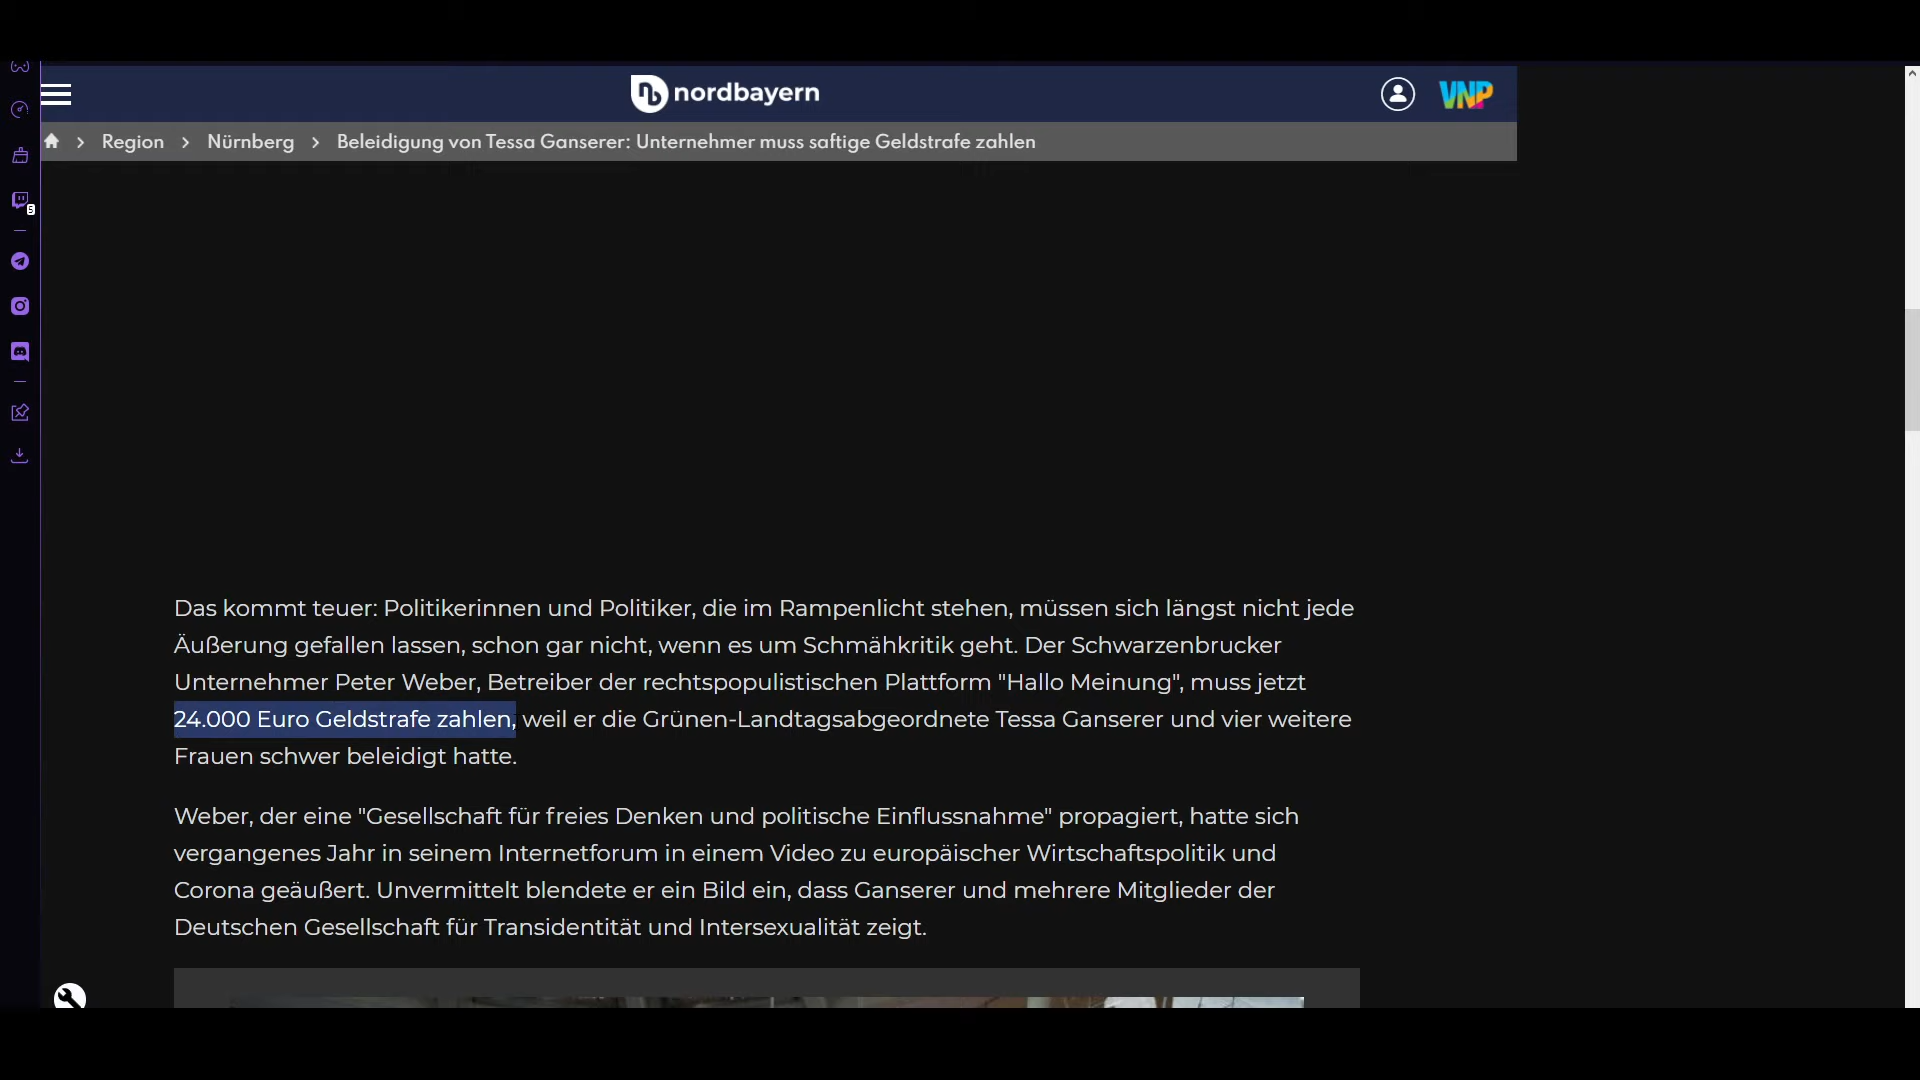 nordbayern
VNP
Region > Nürnberg > Beleidigung von Tessa Ganserer: Unternehmer muss saftige Geldstrafe zahlen
5
Das kommt teuer: Politikerinnen und Politiker, die im Rampenlicht stehen, müssen sich längst nicht jede
Äußerung gefallen lassen, schon gar nicht, wenn es um Schmähkritik geht. Der Schwarzenbrucker
Unternehmer Peter Weber, Betreiber der rechtspopulistischen Plattform "Hallo Meinung", muss jetzt
24.000 Euro Geldstrafe zahlen, weil er die Grünen-Landtagsabgeordnete Tessa Ganserer und vier weitere
Frauen schwer beleidigt hatte.
Weber, der eine "Gesellschaft für freies Denken und politische Einflussnahme" propagiert, hatte sich
vergangenes Jahr in seinem Internetforum in einem Video zu europäischer Wirtschaftspolitik und
Corona geäußert. Unvermittelt blendete er ein Bild ein, dass Ganserer und mehrere Mitglieder der
Deutschen Gesellschaft für Transidentität und Intersexualität zeigt.